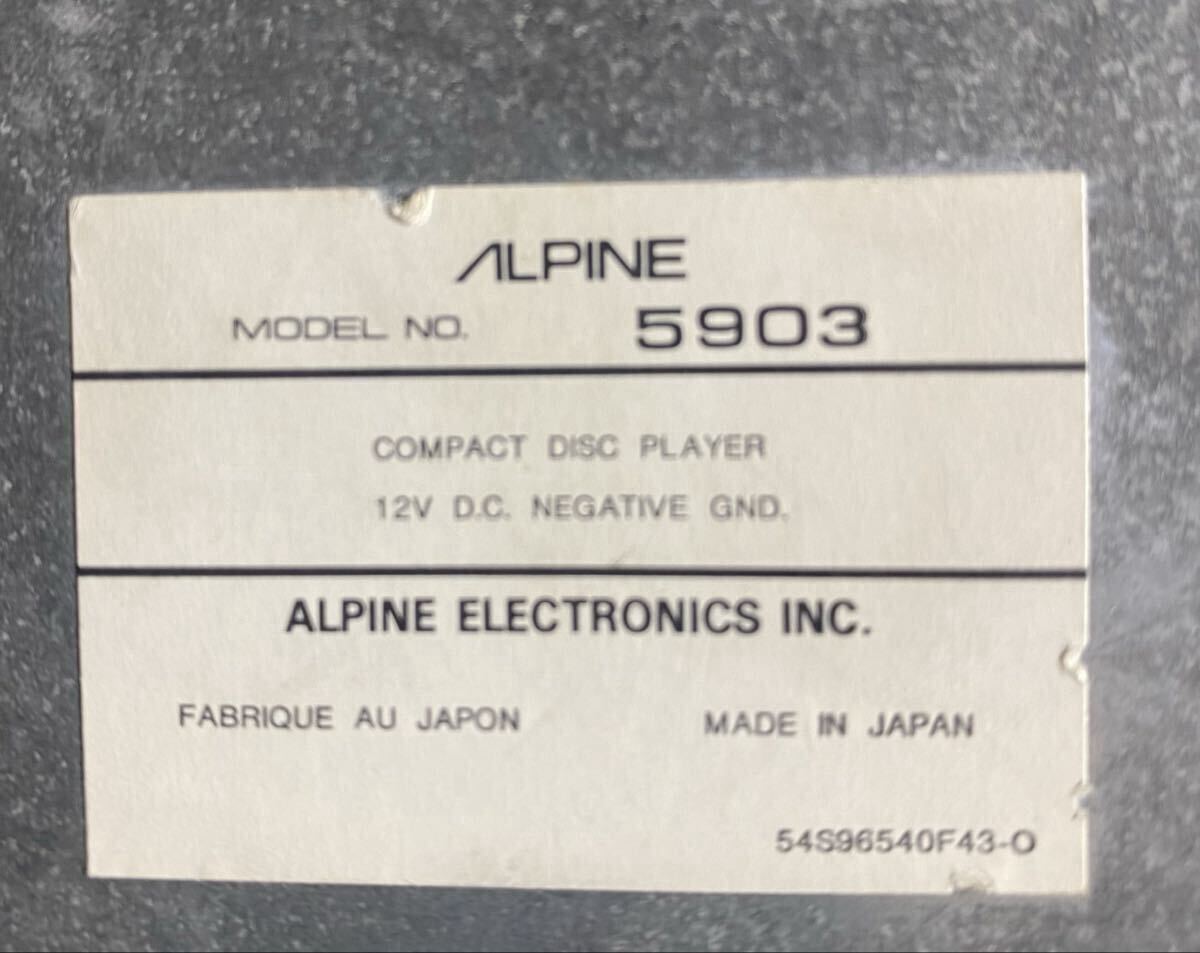 ALPINE
MODEL NO. 5903
COMPACT DISC PLAYER
12V D.C. NEGATIVE GND.
ALPINE ELECTRONICS INC.
FABRIQUE AU JAPON MADE IN JAPAN
54S96540F43-O